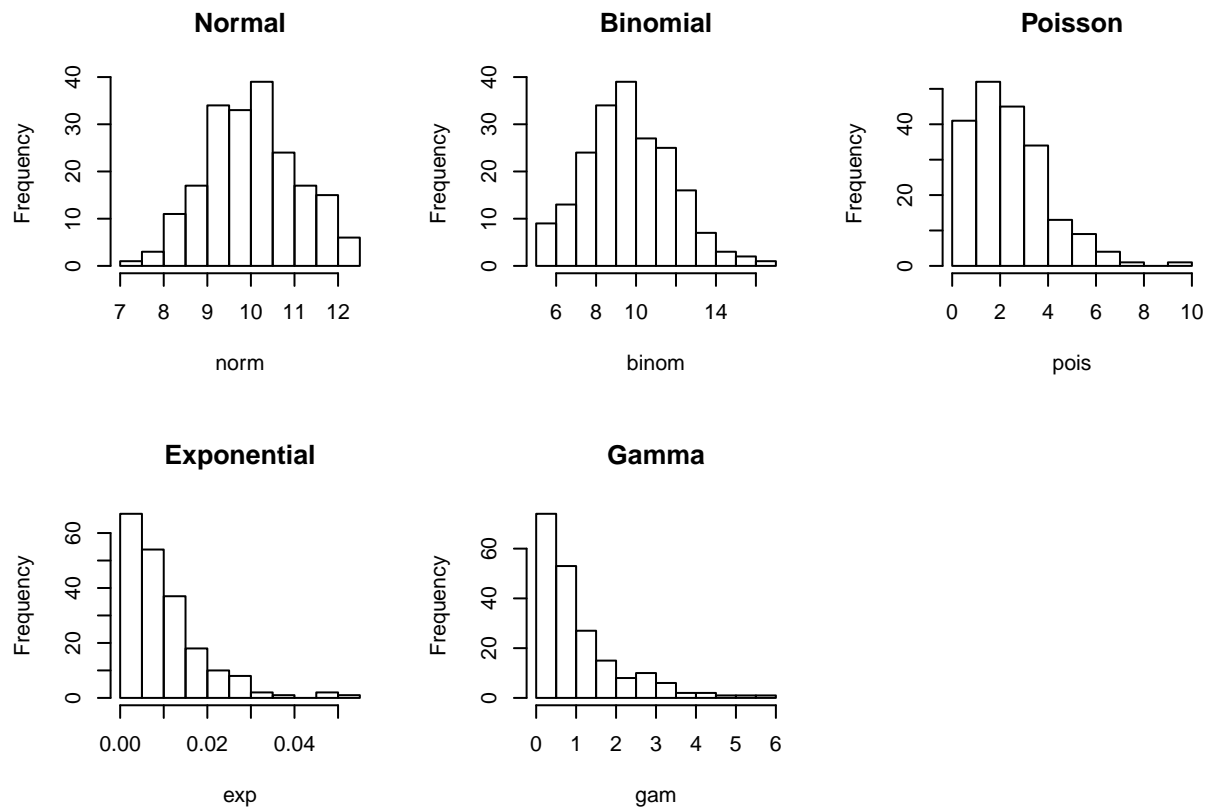 Normal
Frequency
0 10 20 30 40
7 8 9 10 11 12
norm
Binomial
Frequency
0 10 20 30 40
6 8 10 14
binom
Poisson
Frequency
0 20 40
0 2 4 6 8 10
pois
Exponential
Frequency
0 20 40 60
0.00 0.02 0.04
exp
Gamma
Frequency
0 20 40 60
0 1 2 3 4 5 6
gam